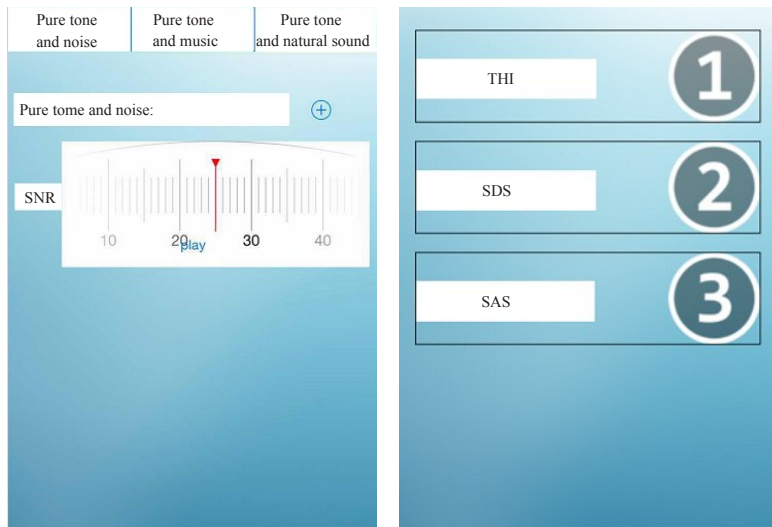 Pure tone
and noise
Pure tone
and music
Pure tone
and natural sound
Pure tome and noise:
SNR
10 20 30 40
play
THI
1
SDS
2
SAS
3